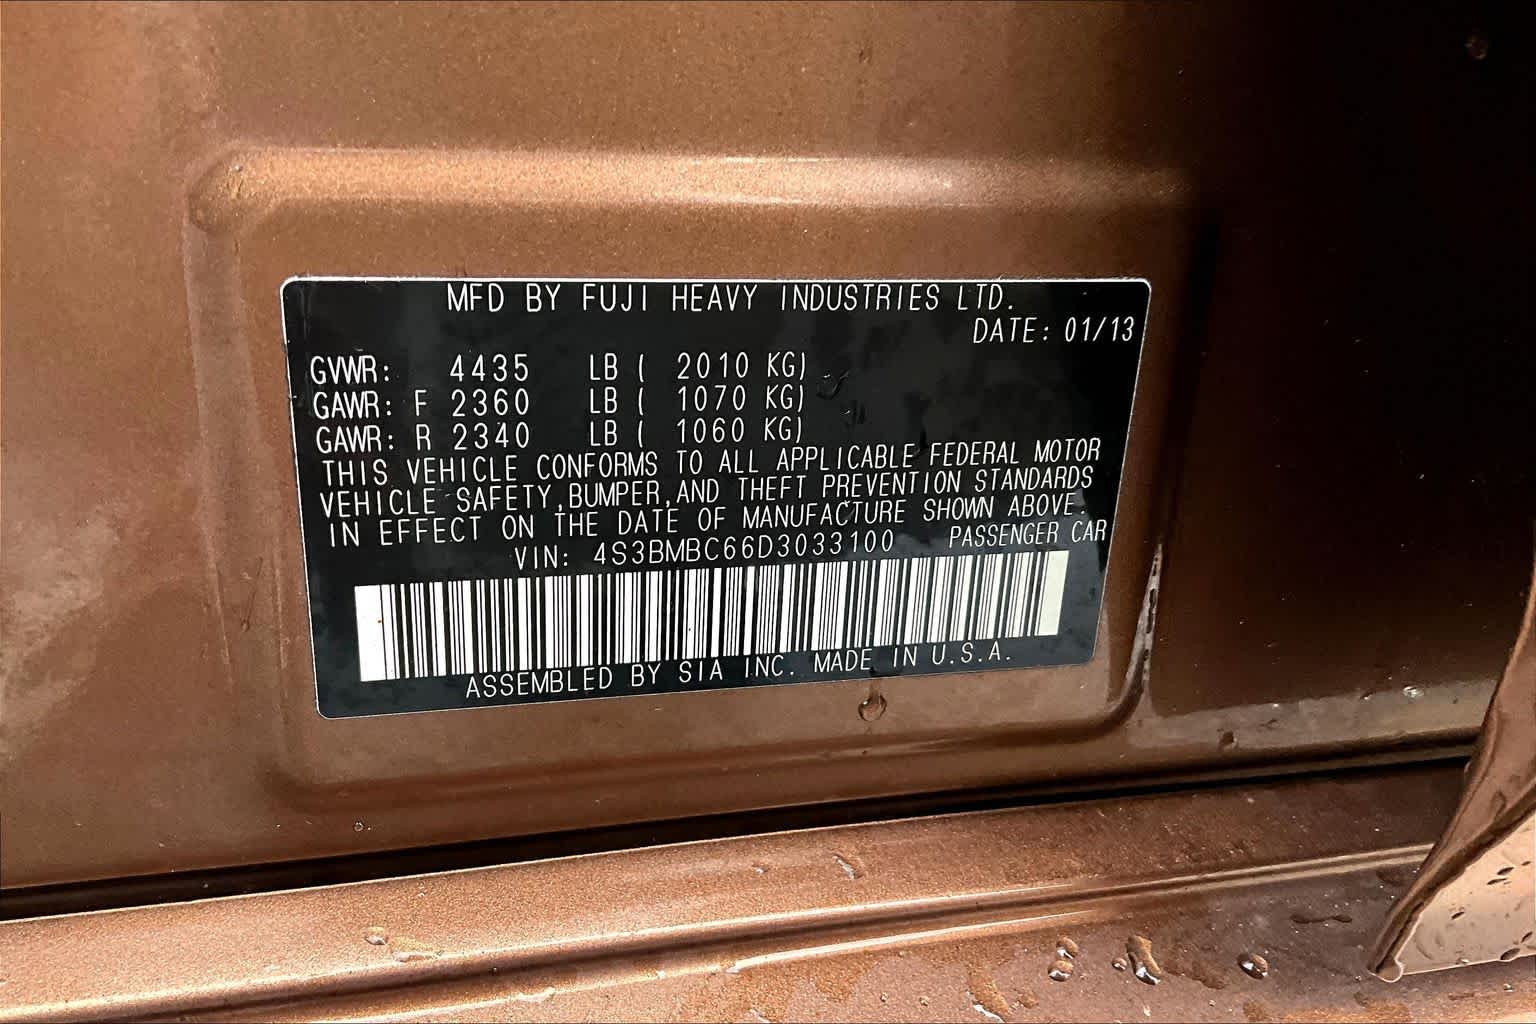 MFD BY FUJI HEAVY INDUSTRIES LTD.
DATE: 01/13
GVWR: 4435 LB ( 2010 KG)
GAWR: F 2360 LB ( 1070 KG)
GAWR: R 2340 LB ( 1060 KG)
THIS VEHICLE CONFORMS TO ALL APPLICABLE FEDERAL MOTOR
VEHICLE SAFETY,BUMPER,AND THEFT PREVENTION STANDARDS
IN EFFECT ON THE DATE OF MANUFACTURE SHOWN ABOVE.
VIN: 4S3BMBC66D3033100 PASSENGER CAR
ASSEMBLED BY SIA INC. MADE IN U.S.A.